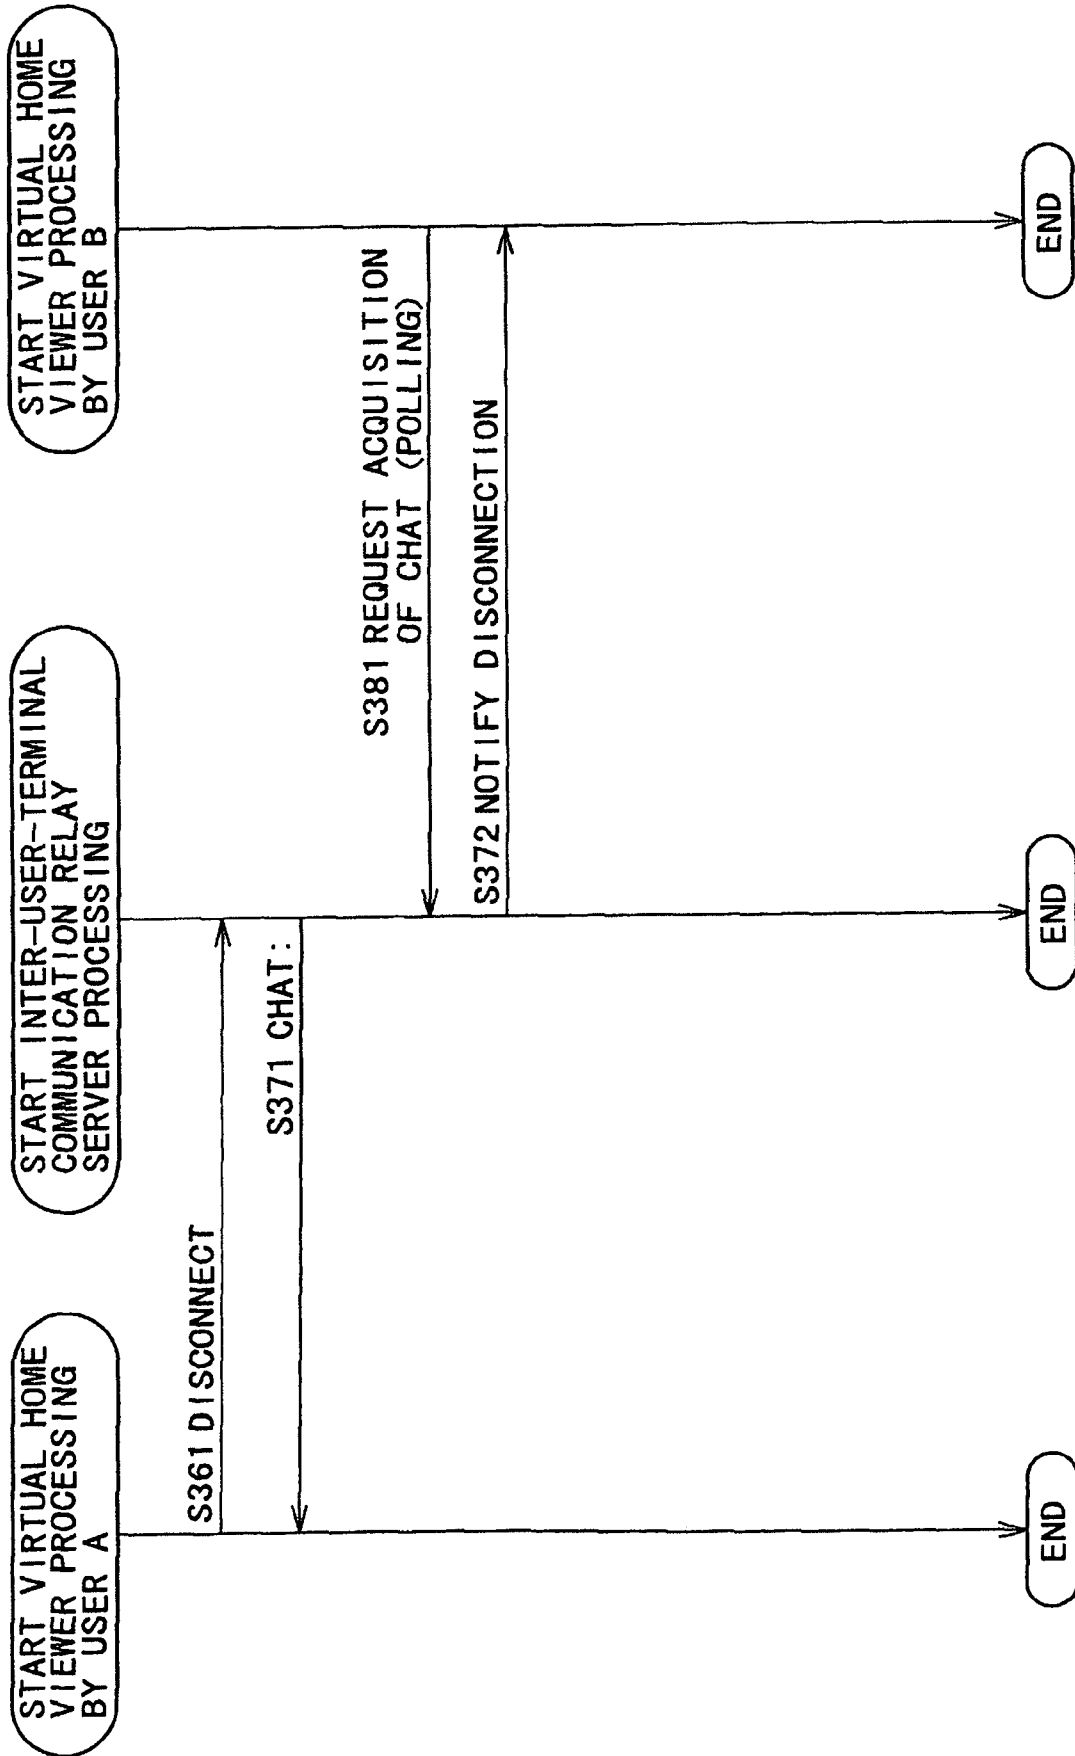 START VIRTUAL HOME
VIEWER PROCESSING
BY USER A
START INTER-USER-TERMINAL
COMMUNICATION RELAY
SERVER PROCESSING
START VIRTUAL HOME
VIEWER PROCESSING
BY USER B
S361 DISCONNECT
S371 CHAT:
S381 REQUEST ACQUISITION
OF CHAT (POLLING)
S372 NOTIFY DISCONNECTION
END
END
END